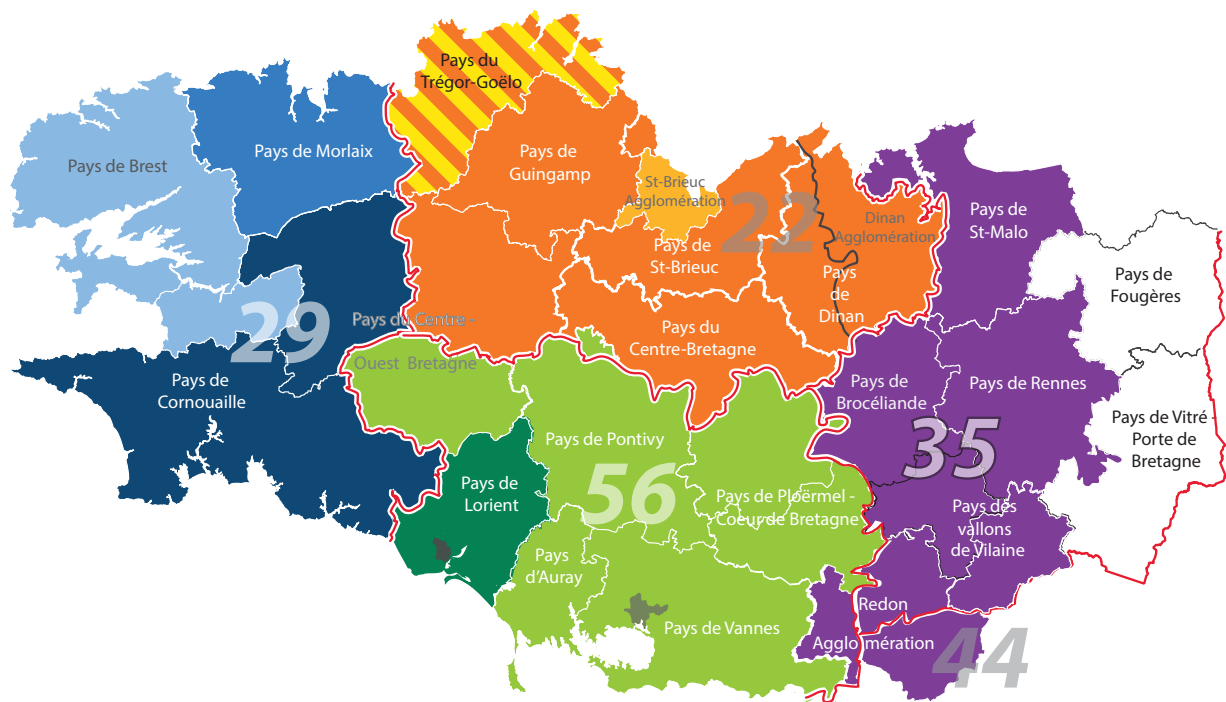 Pays du
Trégor-Goëlo
Pays de Brest
Pays de Morlaix
Pays de
Guingamp
St-Brieuc
Agglomération
22
Dinan
Agglomération
Pays de
St-Malo
Pays de
St-Brieuc
Pays
de
Dinan
Pays de
Fougères
29
Pays du Centre -
Ouest Bretagne
Pays du
Centre-Bretagne
Pays de
Cornouaille
Pays de
Brocéliande
Pays de Rennes
Pays de Vitré -
Porte de
Bretagne
35
Pays de Pontivy
56
Pays de
Lorient
Pays de Ploërmel -
Coeur de Bretagne
Pays des
vallons
de Vilaine
Pays
d'Auray
Pays de Vannes
Redon
Agglomération
44